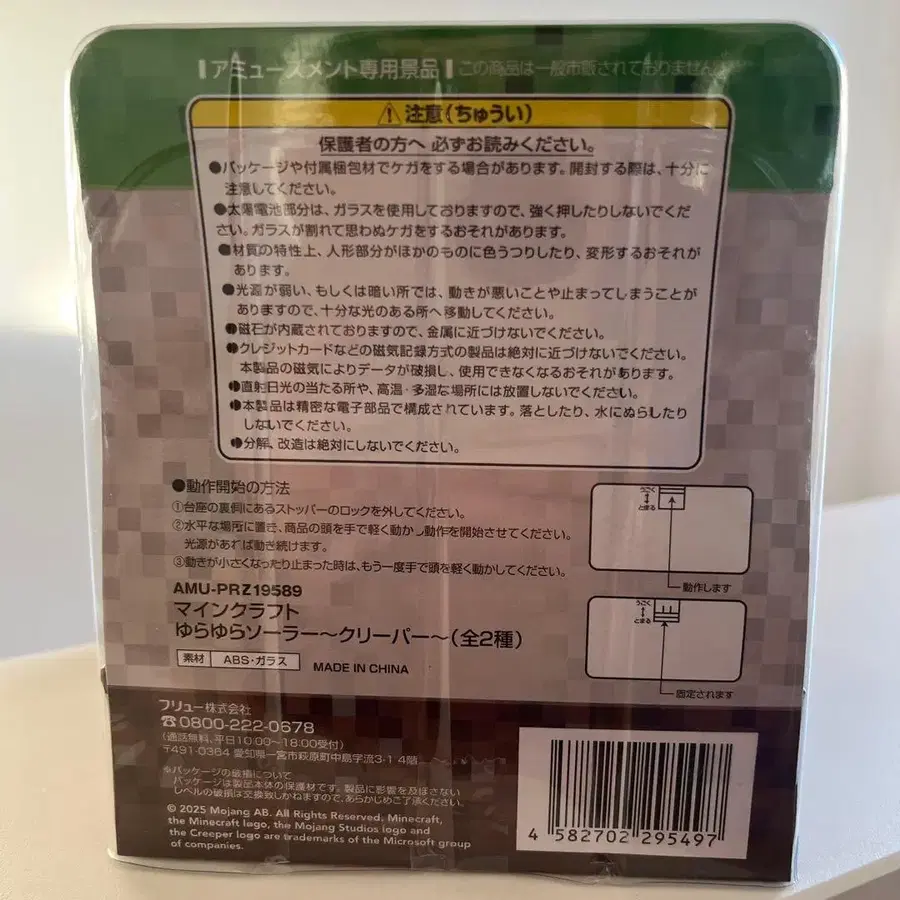 アミューズメント専用景品 この商品は一般市販されておりません
⚠注意(ちゅうい)
保護者の方へ 必ずお読みください。
●パッケージや付属梱包材でケガをする場合があります。開封する際は、十分に
注意してください。
●太陽電池部分は、ガラスを使用しておりますので、強く押したりしないでくだ
さい。ガラスが割れて思わぬケガをするおそれがあります。
●材質の特性上、人形部分がほかのものに色うつりしたり、変形するおそれが
あります。
●光源が弱い、もしくは暗い所では、動きが悪いことや止まってしまうことが
ありますので、十分な光のある所へ移動してください。
●磁石が内蔵されておりますので、金属に近づけないでください。
●クレジットカードなどの磁気記録方式の製品は絶対に近づけないでください。
本製品の磁気によりデータが破損し、使用できなくなるおそれがあります。
●直射日光の当たる所や、高温・多湿な場所には放置しないでください。
●本製品は精密な電子部品で構成されています。落としたり、水にぬらしたり
しないでください。
●分解、改造は絶対にしないでください。
●動作開始の方法
①台座の裏側にあるストッパーのロックを外してください。
②水平な場所に置き、商品の頭を手で軽く動かし動作を開始させてください。
光源があれば動き続けます。
③動きが小さくなったり止まった時は、もう一度手で頭を軽く動かしてください。
うごく
↕
とまる
動作します
うごく
↕
とまる
固定されます
AMU-PRZ19589
マインクラフト
ゆらゆらソーラー〜クリーパー〜(全2種)
素材 ABS・ガラス MADE IN CHINA
フリュー株式会社
☎0800-222-0678
(通話無料、平日10:00〜18:00受付)
〒491-0364 愛知県一宮市萩原町中島字流3-1 4階
※パッケージの破損について
パッケージは製品本体の保護材です。製品に影響を及ぼさない
レベルの破損は交換致しかねますので、あらかじめご了承ください。
© 2025 Mojang AB. All Rights Reserved. Minecraft,
the Minecraft logo, the Mojang Studios logo and
the Creeper logo are trademarks of the Microsoft group
of companies.
4 582702 295497